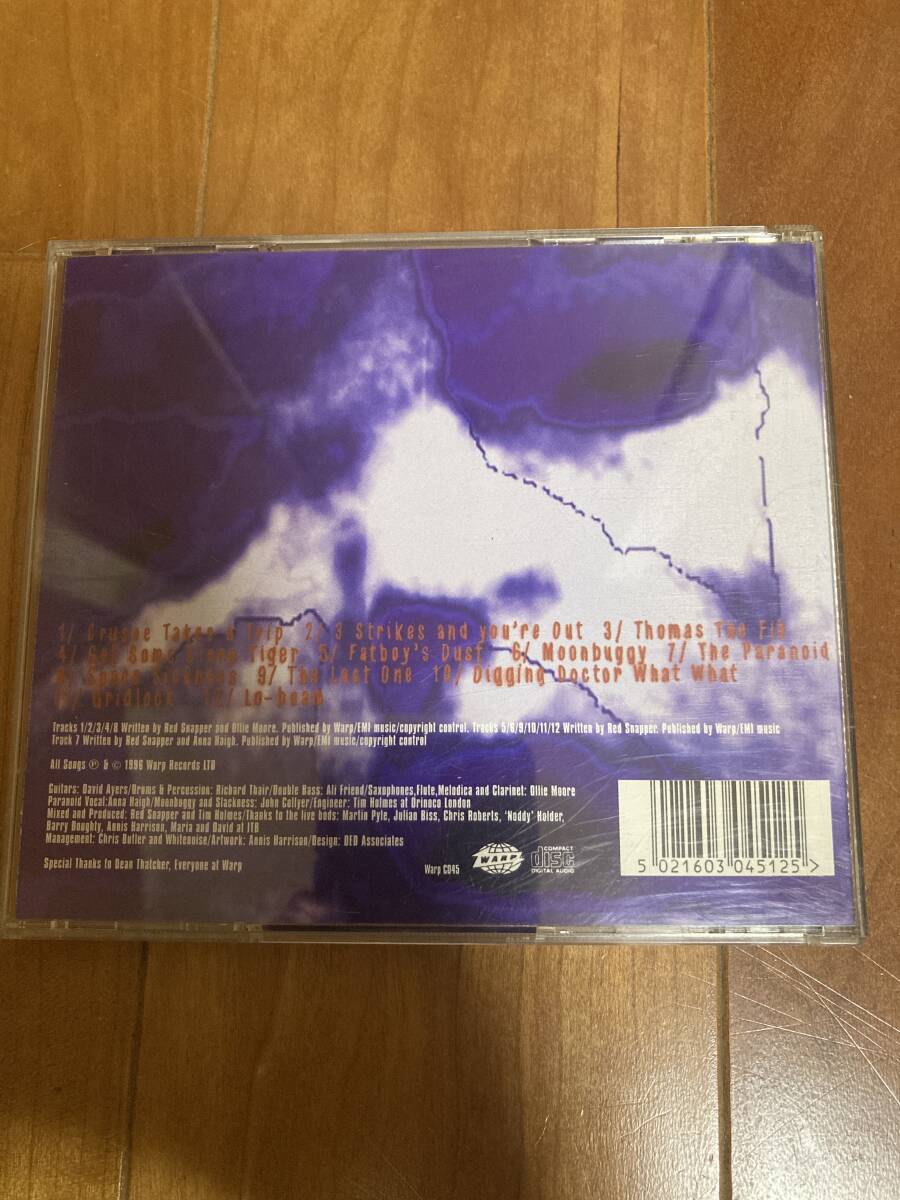 1/ Crusoe Takes A Trip 2/ 3 Strikes and you're Out 3/ Thomas The Fib
4/ Get Some Sleep Tiger 5/ Fatboy's Dust 6/ Moonbuggy 7/ The Paranoid
8/ Space Sickness 9/ The Last One 10/ Digging Doctor What What
11/ Gridlock 12/ Lo-beam
Tracks 1/2/3/4/8 Written by Red Snapper and Ollie Moore. Published by Warp/EMI music/copyright control. Tracks 5/6/9/10/11/12 Written by Red Snapper. Published by Warp/EMI music
Track 7 Written by Red Snapper and Anna Haigh. Published by Warp/EMI music/copyright control
All Songs ℗ & © 1996 Warp Records LTD
Guitars: David Ayers/Drums & Percussion: Richard Thair/Double Bass: Ali Friend/Saxophones,Flute,Melodica and Clarinet: Ollie Moore
Paranoid Vocal:Anna Haigh/Moonbuggy and Slackness: John Collyer/Engineer: Tim Holmes at Orinoco London
Mixed and Produced: Red Snapper and Tim Holmes/Thanks to the live bods: Martin Pyle, Julian Biss, Chris Roberts, 'Noddy' Holder,
Barry Doughty, Annis Harrison, Maria and David at ITB
Management: Chris Butler and Whitenoise/Artwork: Annis Harrison/Design: DED Associates
Special Thanks to Dean Thatcher, Everyone at Warp
Warp CD45
WARP
COMPACT
disc
DIGITAL AUDIO
5 021603 045125 >